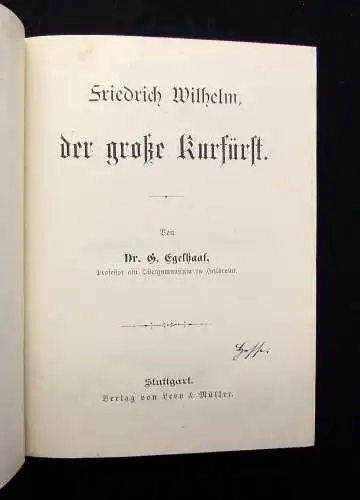 Friedrich Wilhelm,
der große Kurfürst.
Von
Dr. G. Egelhaaf,
Professor am Obergymnasium zu Heilbronn.
Stuttgart.
Verlag von Levy & Müller.